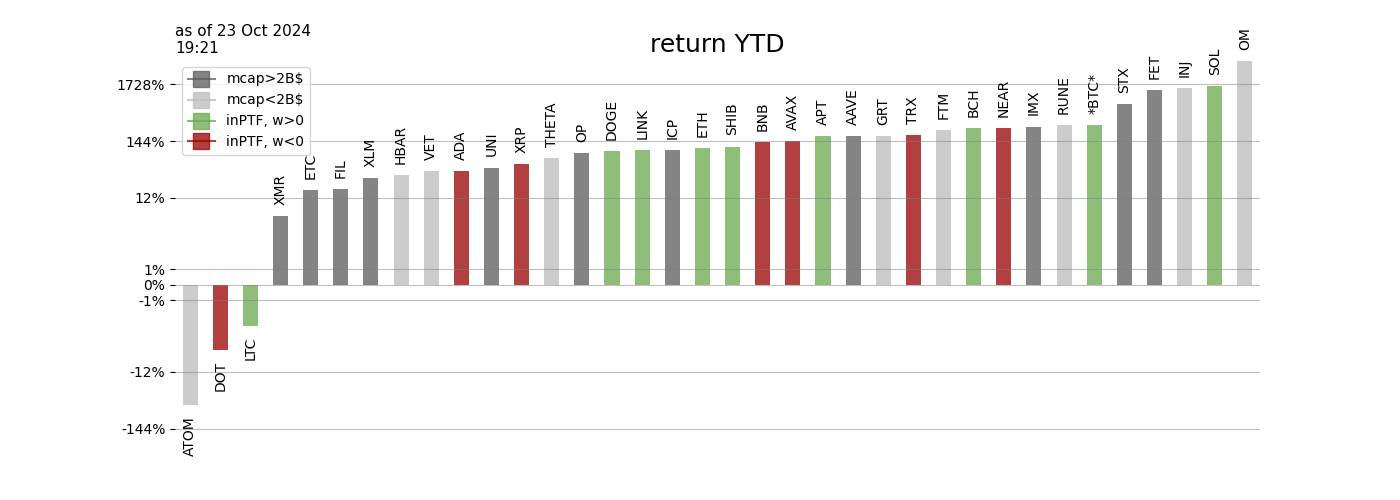 as of 23 Oct 2024
19:21
return YTD
mcap>2B$
mcap<2B$
inPTF, w>0
inPTF, w<0
1728%
144%
12%
1%
0%
-1%
-12%
-144%
ATOM
DOT
LTC
XMR
ETC
FIL
XLM
HBAR
VET
ADA
UNI
XRP
THETA
OP
DOGE
LINK
ICP
ETH
SHIB
BNB
AVAX
APT
AAVE
GRT
TRX
FTM
BCH
NEAR
IMX
RUNE
*BTC*
STX
FET
INJ
SOL
OM